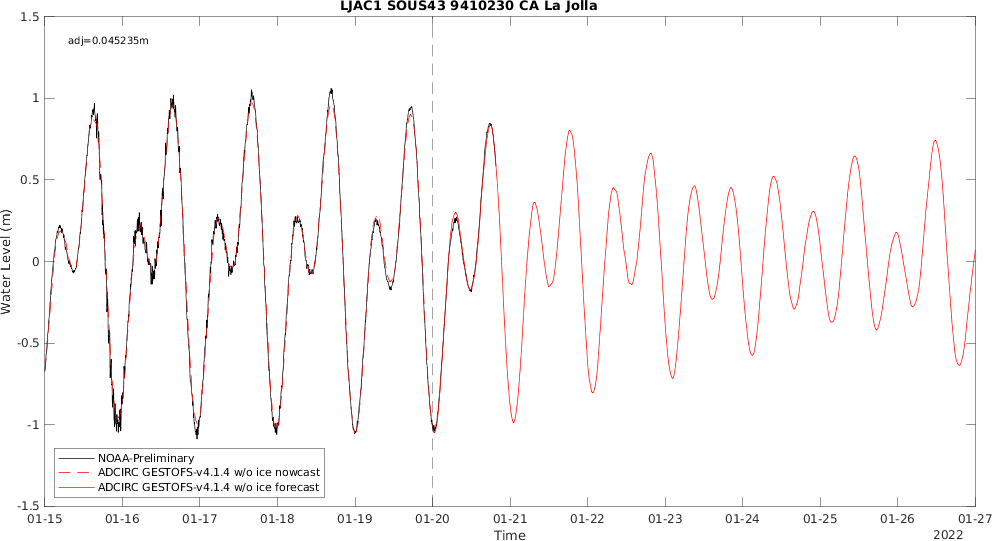 LJAC1 SOUS43 9410230 CA La Jolla
adj=0.045235m
1.5
1
0.5
0
-0.5
-1
-1.5
Water Level (m)
NOAA-Preliminary
ADCIRC GESTOFS-v4.1.4 w/o ice nowcast
ADCIRC GESTOFS-v4.1.4 w/o ice forecast
01-15 01-16 01-17 01-18 01-19 01-20 01-21 01-22 01-23 01-24 01-25 01-26 01-27
Time
2022